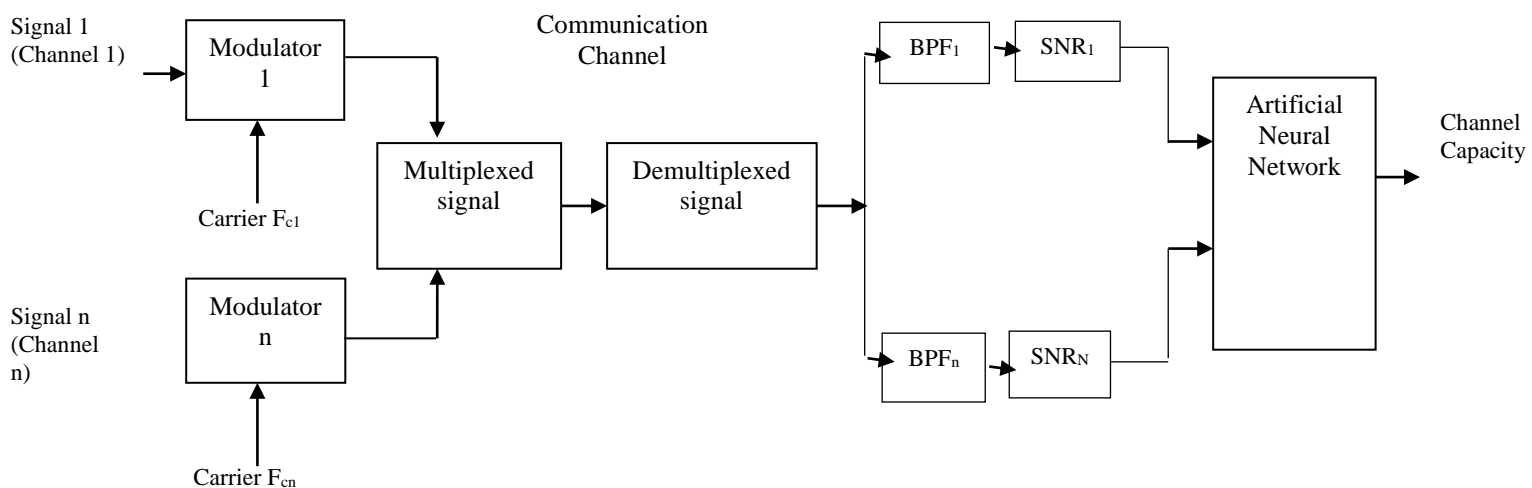 Signal 1
(Channel 1)
Modulator
1
Carrier Fc1
Communication
Channel
Multiplexed
signal
Demultiplexed
signal
BPF1
SNR1
Artificial
Neural
Network
Channel
Capacity
Signal n
(Channel
n)
Modulator
n
Carrier Fcn
BPFn
SNRN